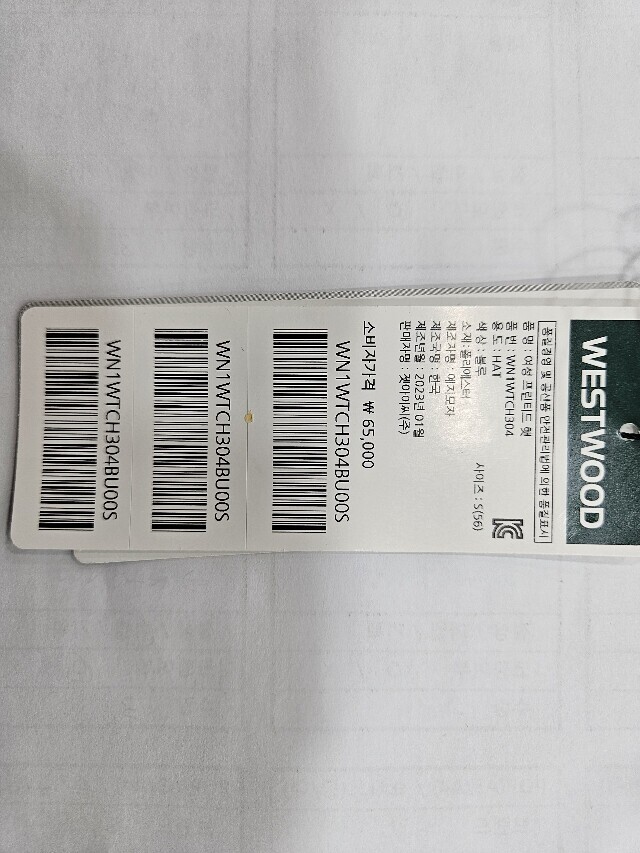 WESTWOOD
품질경영 및 공산품 안전관리법에 의한 품질표시
품 명 : 여성 프린티드 햇
품번 : WN1WTCH304
용 도 : HAT
색 상 : 블루
사이즈 : S(56)
소 재 : 폴리에스터
제조자명 : 에지모자
제조국명 : 한국
제조년월 : 2023년 01월
판매자명 : 젯아이씨(주)
소비자가격 ₩ 65,000
WN1WTCH304BU00S
WN1WTCH304BU00S
WN1WTCH304BU00S